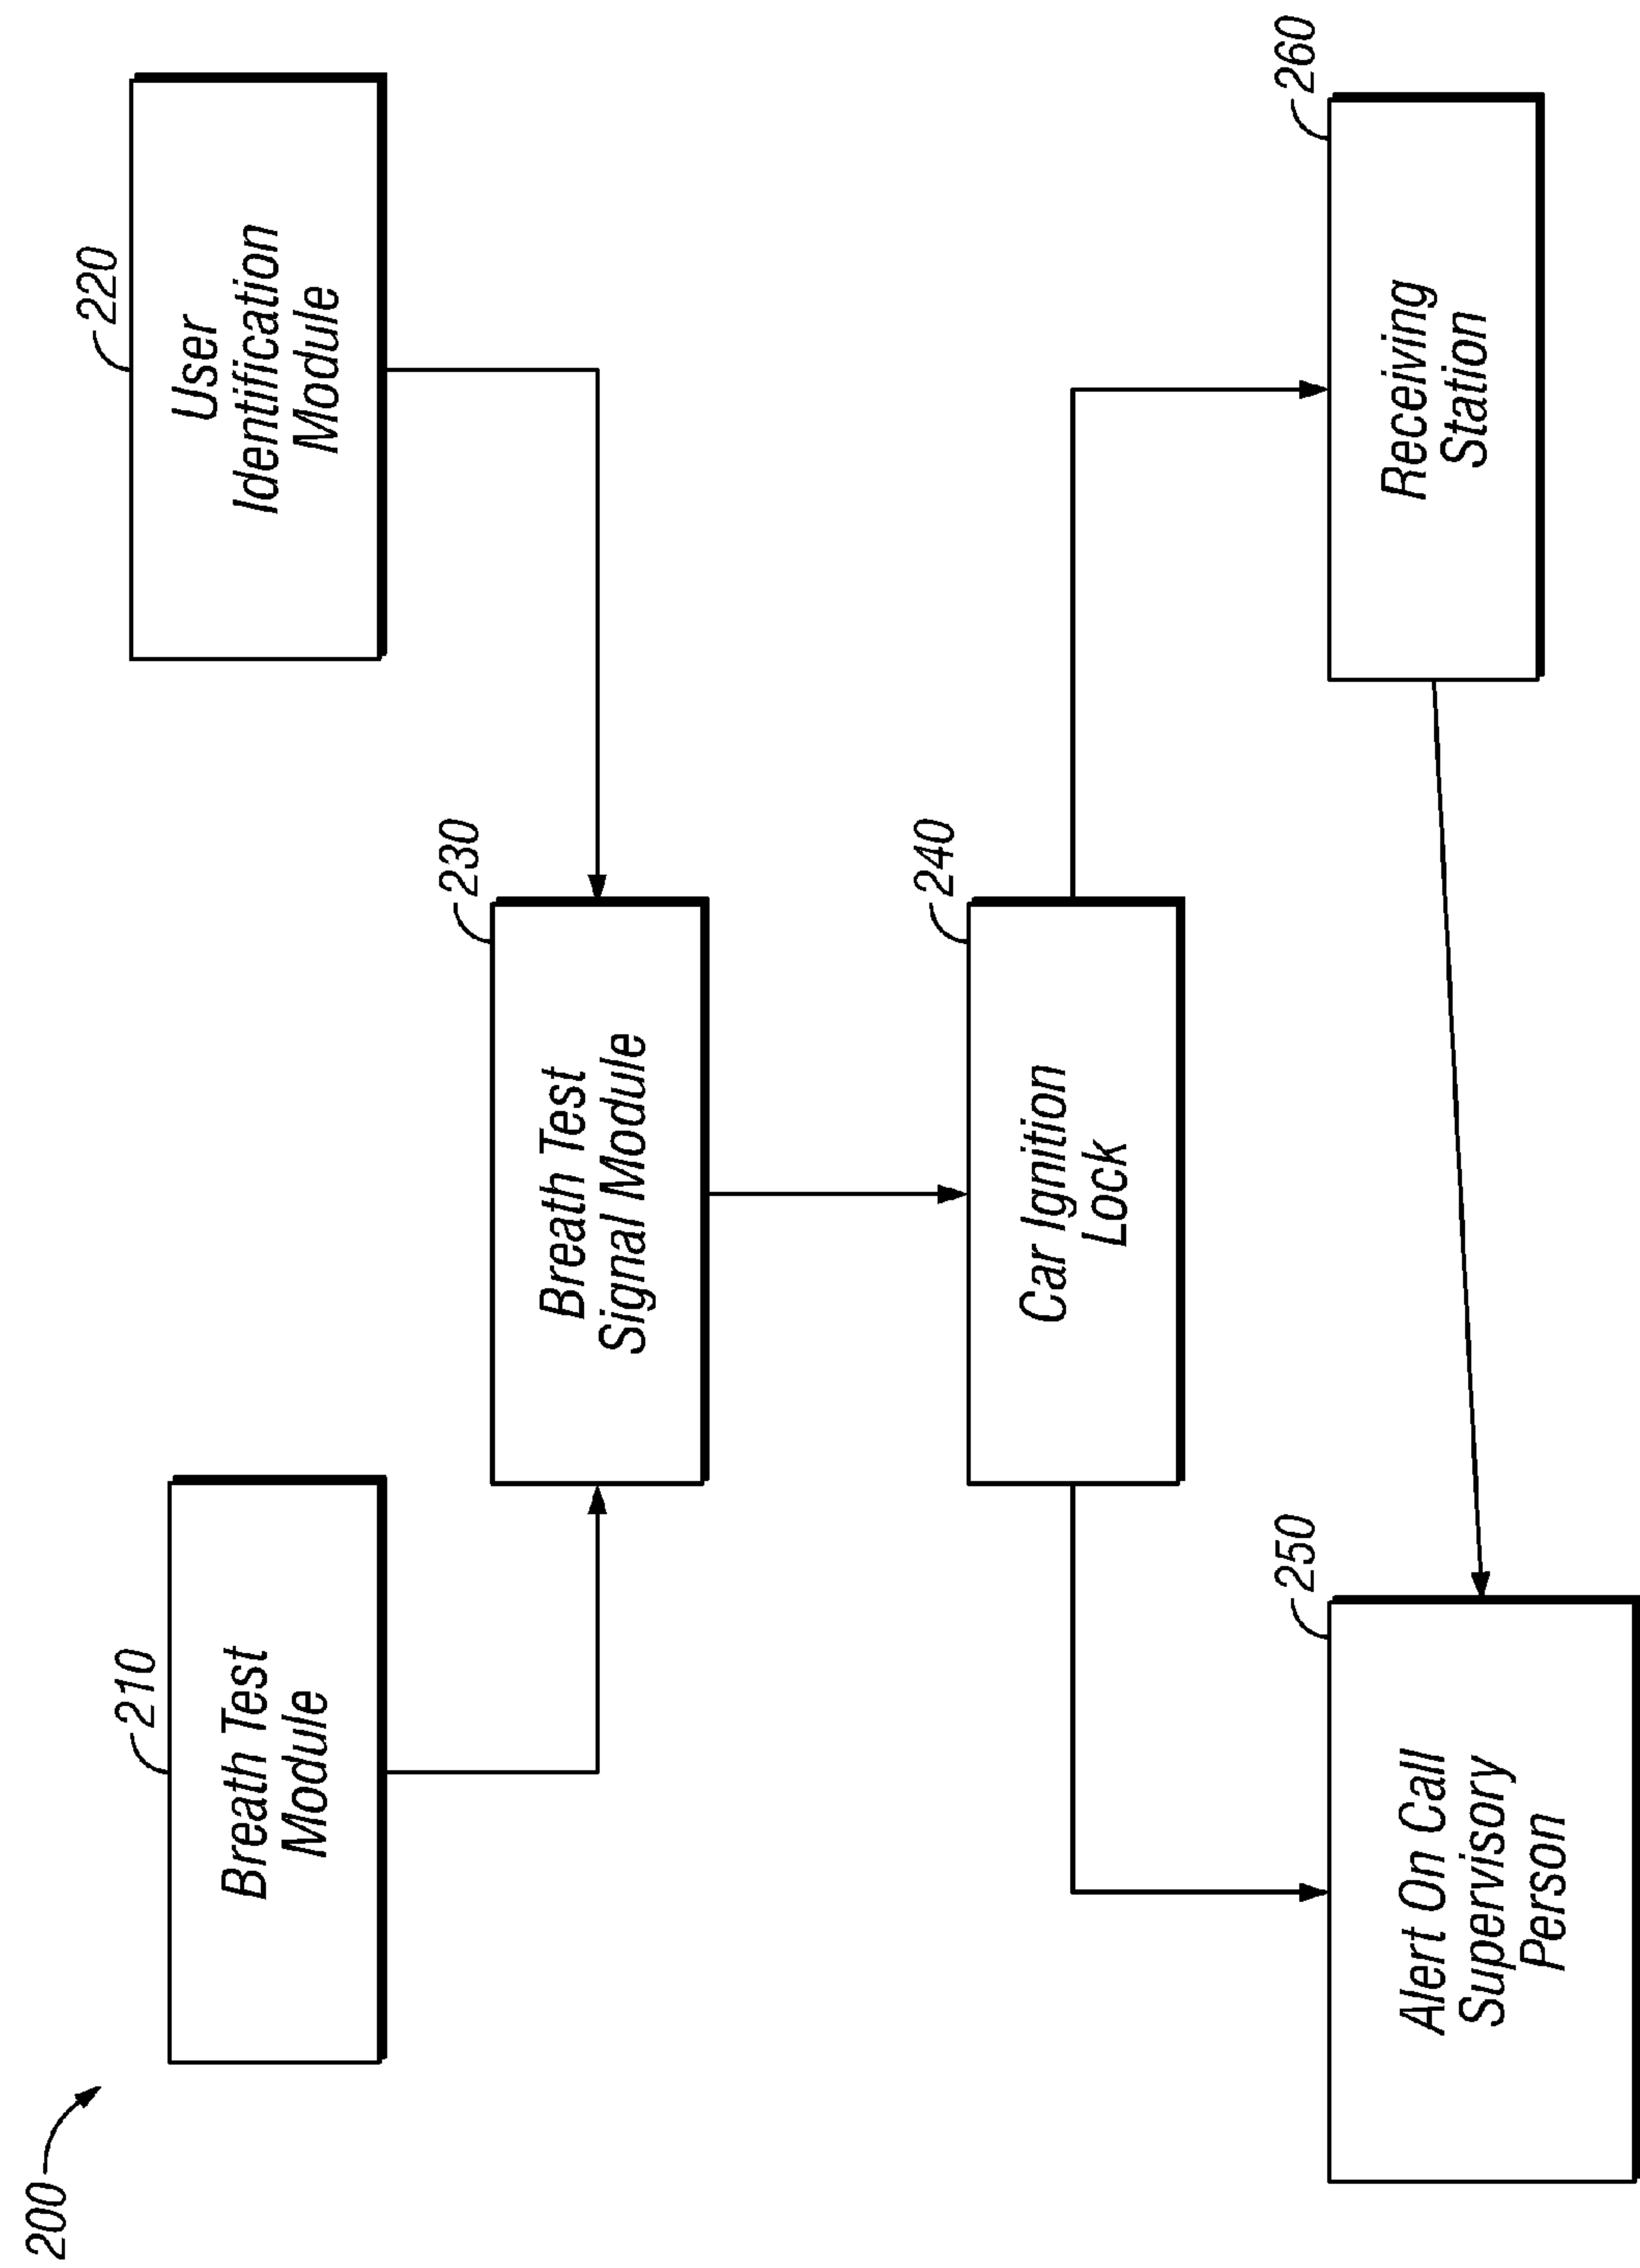 200
210
Breath Test
Module
220
User
Identification
Module
230
Breath Test
Signal Module
240
Car Ignition
Lock
250
Alert On Call
Supervisory
Person
260
Receiving
Station